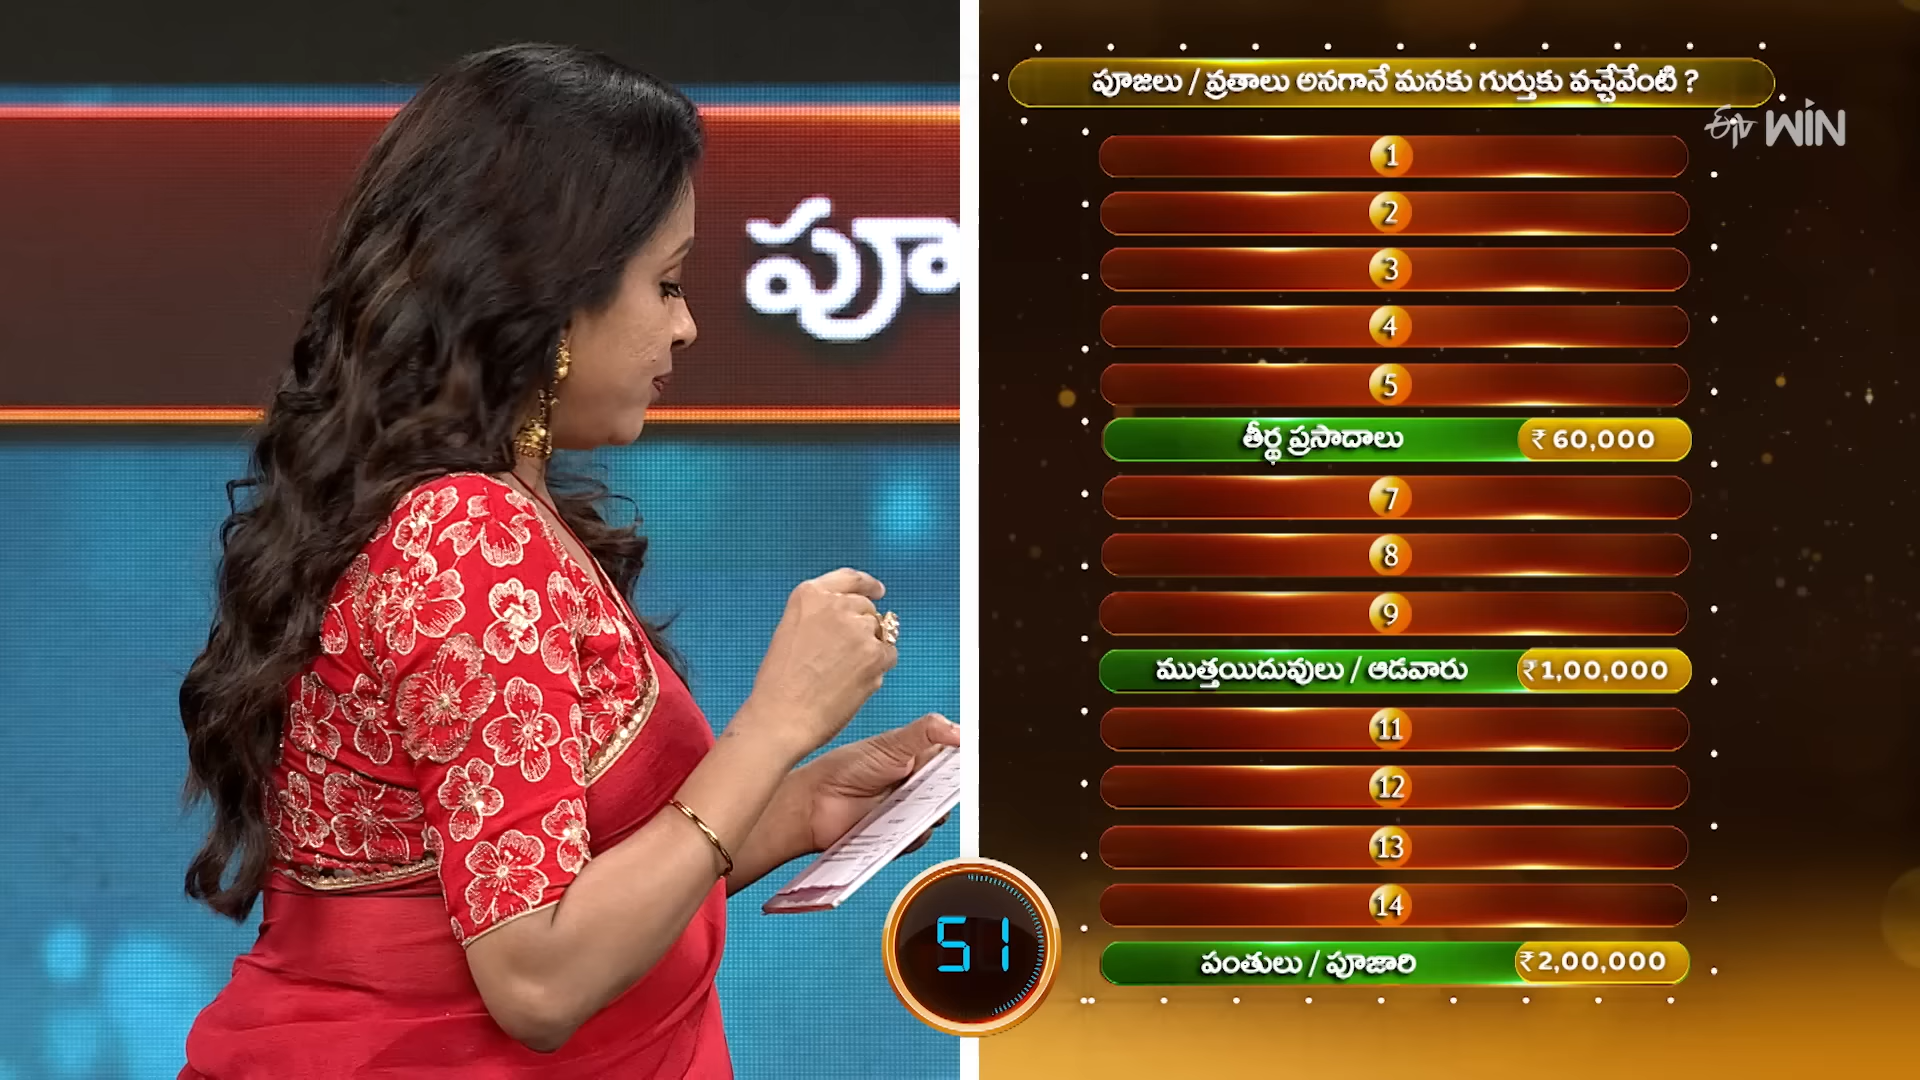 పూజలు / వ్రతాలు అనగానే మనకు గుర్తుకు వచ్చేవేంటి ?
ఈtv WIN
పూ
1
2
3
4
5
తీర్థ ప్రసాదాలు ₹ 60,000
7
8
9
ముత్తయిదువులు / ఆడవారు ₹1,00,000
11
12
13
14
పంతులు / పూజారి ₹2,00,000
51